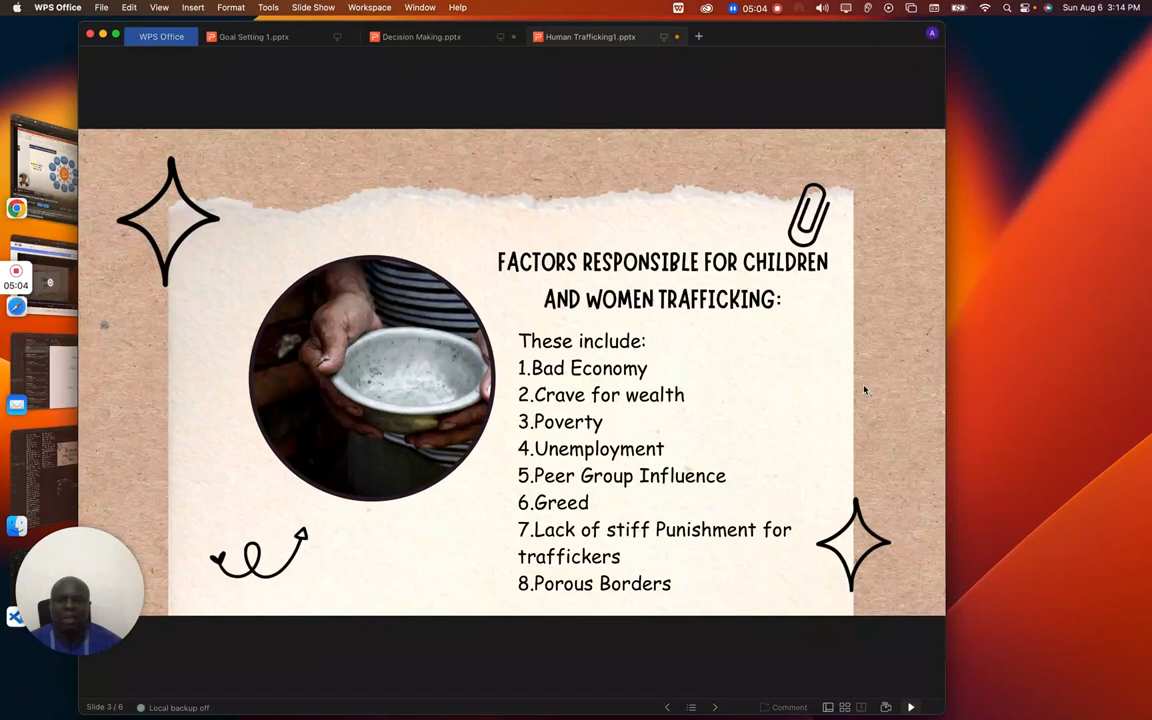 WPS Office File Edit View Insert Format Tools Slide Show Workspace Window Help 05:04 Sun Aug 6 3:14 PM
WPS Office Goal Setting 1.pptx Decision Making.pptx Human Trafficking1.pptx A
05:04
FACTORS RESPONSIBLE FOR CHILDREN
AND WOMEN TRAFFICKING:
These include:
1.Bad Economy
2.Crave for wealth
3.Poverty
4.Unemployment
5.Peer Group Influence
6.Greed
7.Lack of stiff Punishment for
traffickers
8.Porous Borders
Slide 3 / 6 Local backup off Comment